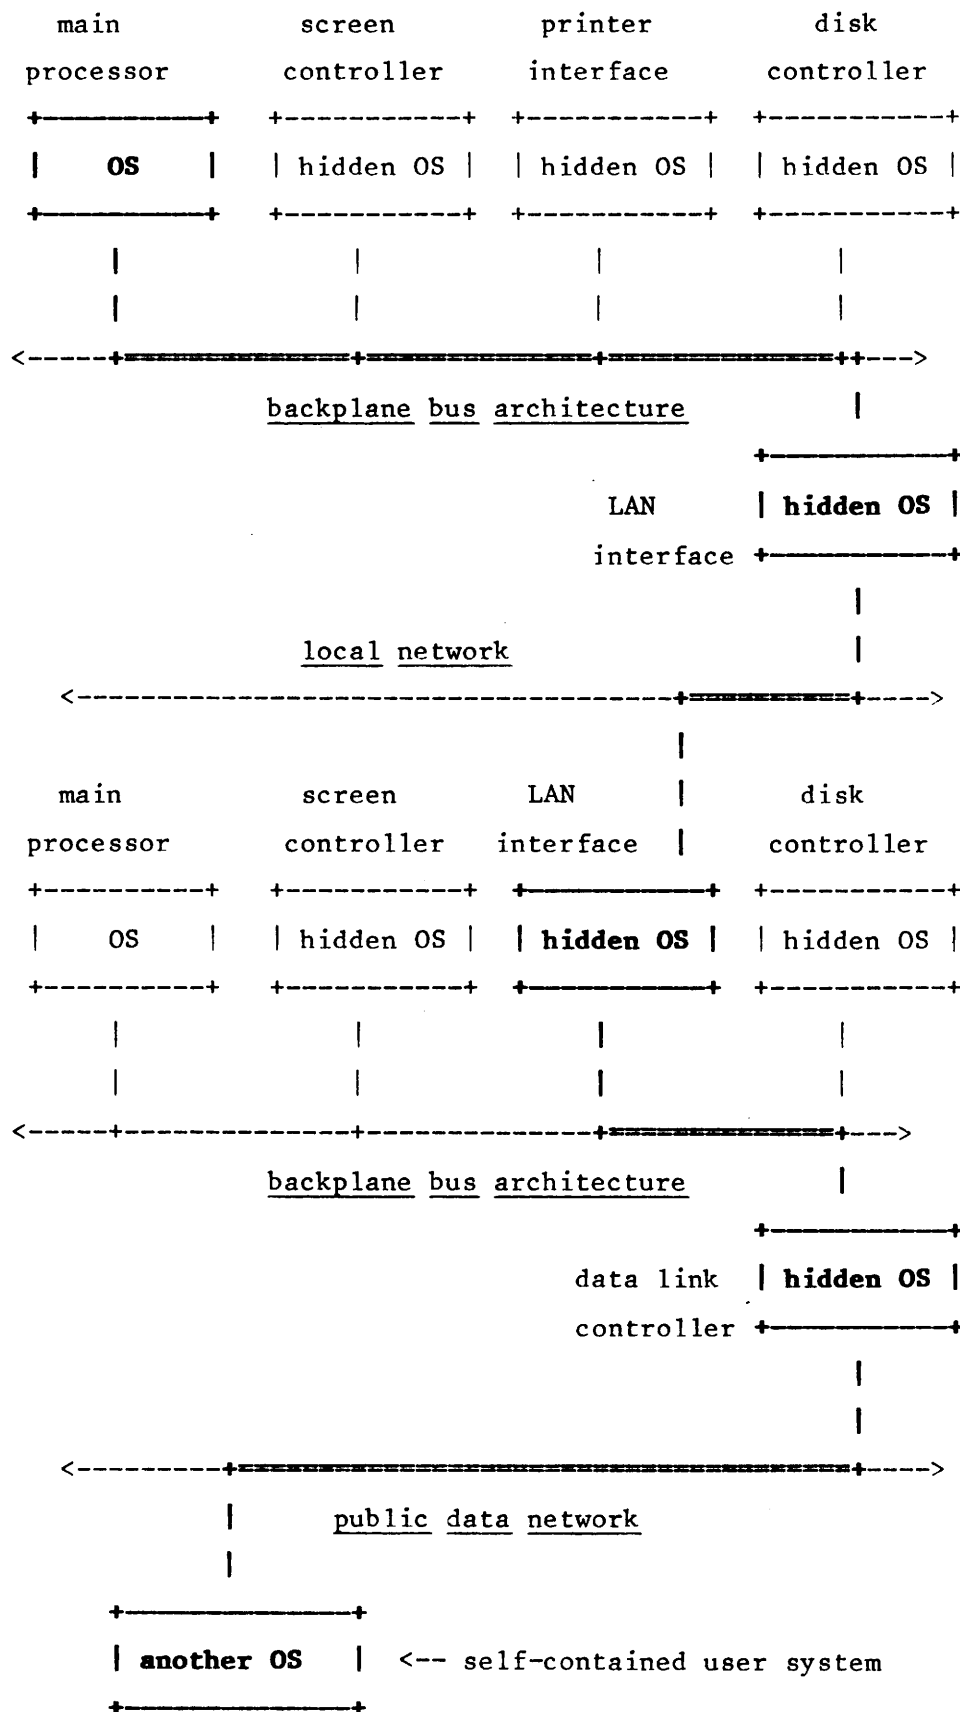 main screen printer disk
processor controller interface controller
OS hidden OS hidden OS hidden OS
backplane bus architecture
LAN hidden OS
interface
local network
main screen LAN disk
processor controller interface controller
OS hidden OS hidden OS hidden OS
backplane bus architecture
data link hidden OS
controller
public data network
another OS <-- self-contained user system